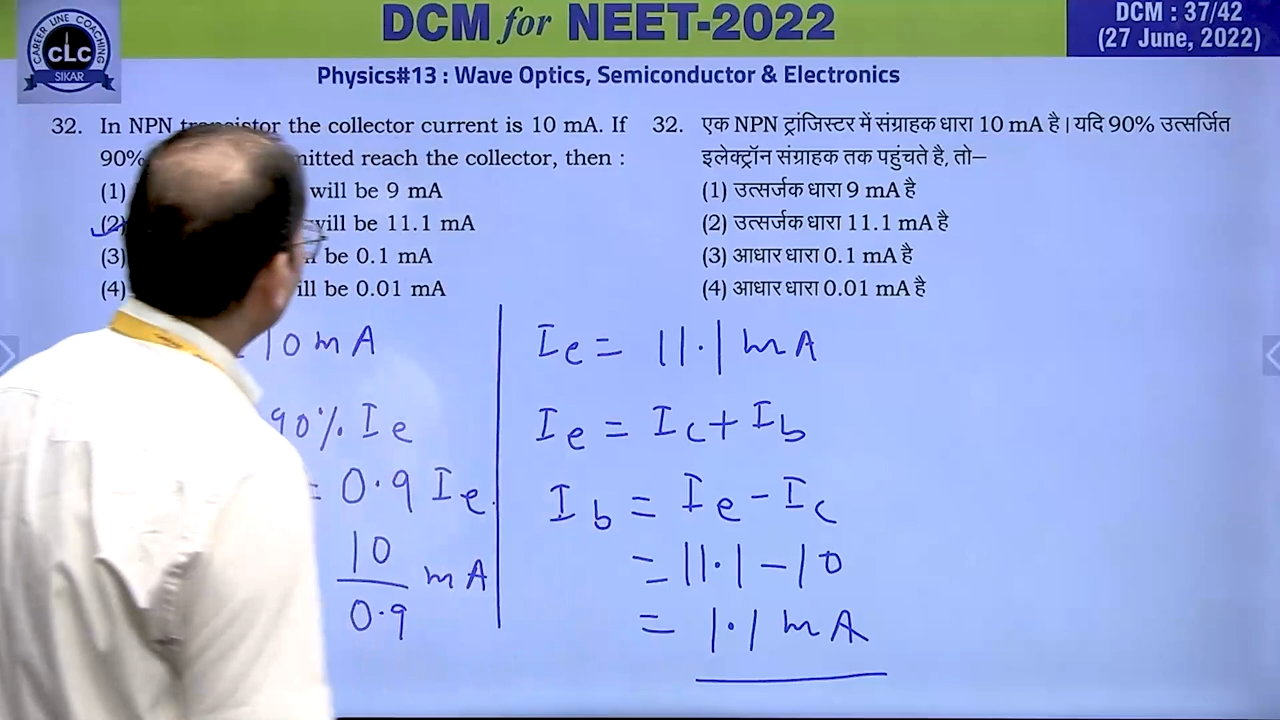 DCM for NEET-2022
DCM : 37/42
(27 June, 2022)
CAREER LINE COACHING
CLC
SIKAR
Physics#13 : Wave Optics, Semiconductor & Electronics
32. In NPN transistor the collector current is 10 mA. If
90% mitted reach the collector, then :
(1) will be 9 mA
(2) will be 11.1 mA
(3) be 0.1 mA
(4) ill be 0.01 mA
32. एक NPN ट्रांजिस्टर में संग्राहक धारा 10 mA है। यदि 90% उत्सर्जित
इलेक्ट्रॉन संग्राहक तक पहुंचते है, तो–
(1) उत्सर्जक धारा 9 mA है
(2) उत्सर्जक धारा 11.1 mA है
(3) आधार धारा 0.1 mA है
(4) आधार धारा 0.01 mA है
10 mA
90% Ie
= 0.9 Ie
10
mA
0.9
Ie = 11.1 mA
Ie = Ic + Ib
Ib = Ie - Ic
= 11.1 - 10
= 1.1 mA